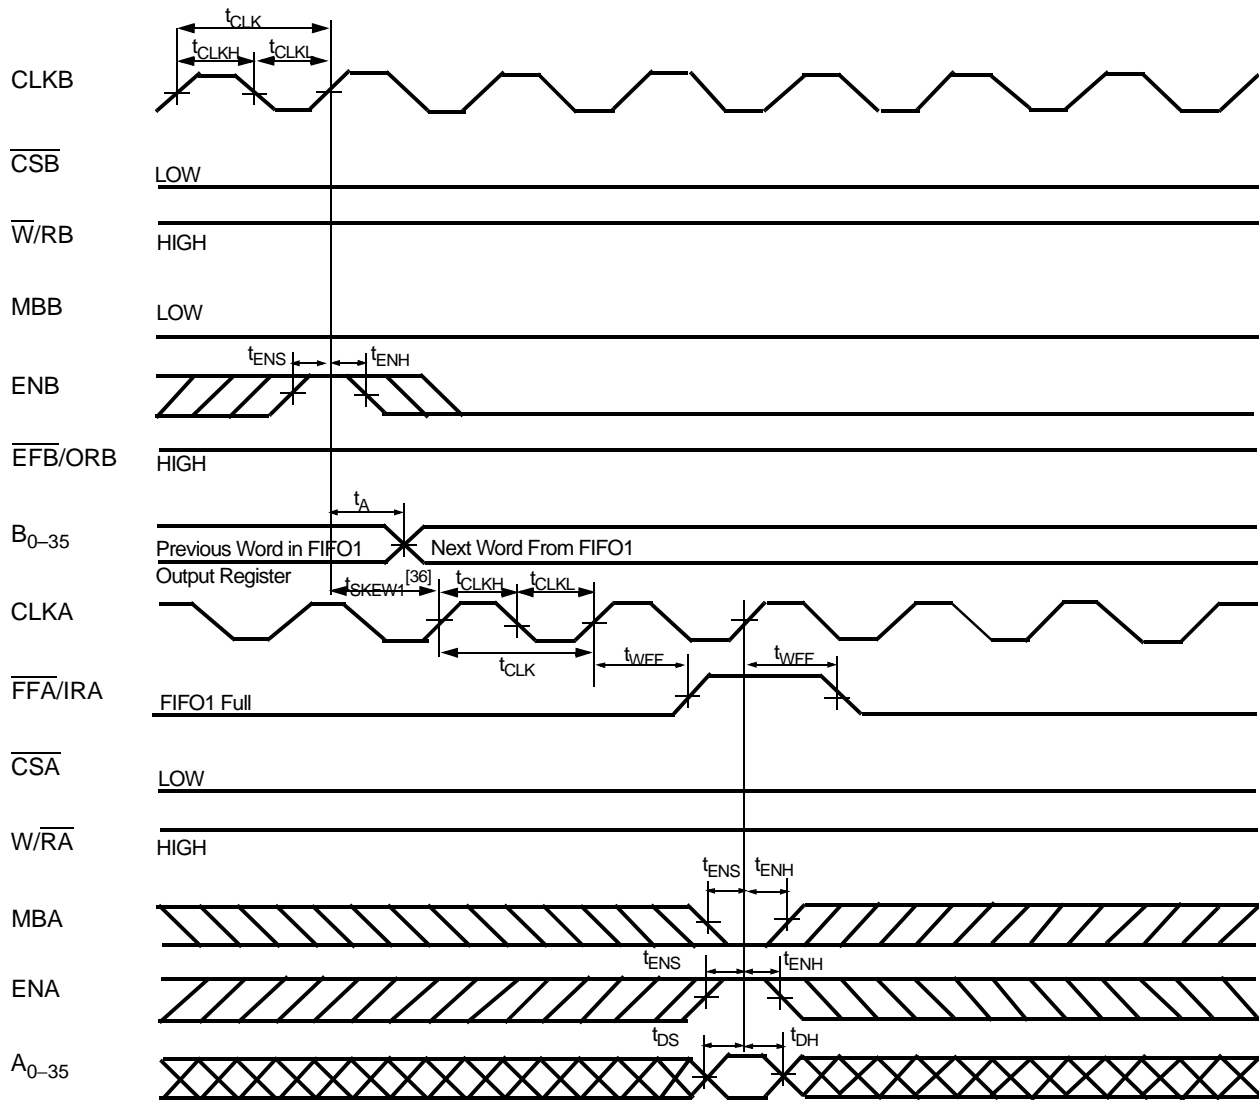 tCLK
tCLKH tCLKL
CLKB
CSB
LOW
W/RB
HIGH
MBB
LOW
tENS tENH
ENB
EFB/ORB
HIGH
tA
B0–35
Previous Word in FIFO1 Next Word From FIFO1
Output Register
tSKEW1[36] tCLKH tCLKL
CLKA
tCLK tWFF tWFF
FFA/IRA
FIFO1 Full
CSA
LOW
W/RA
HIGH
tENS tENH
MBA
tENS tENH
ENA
tDS tDH
A0–35